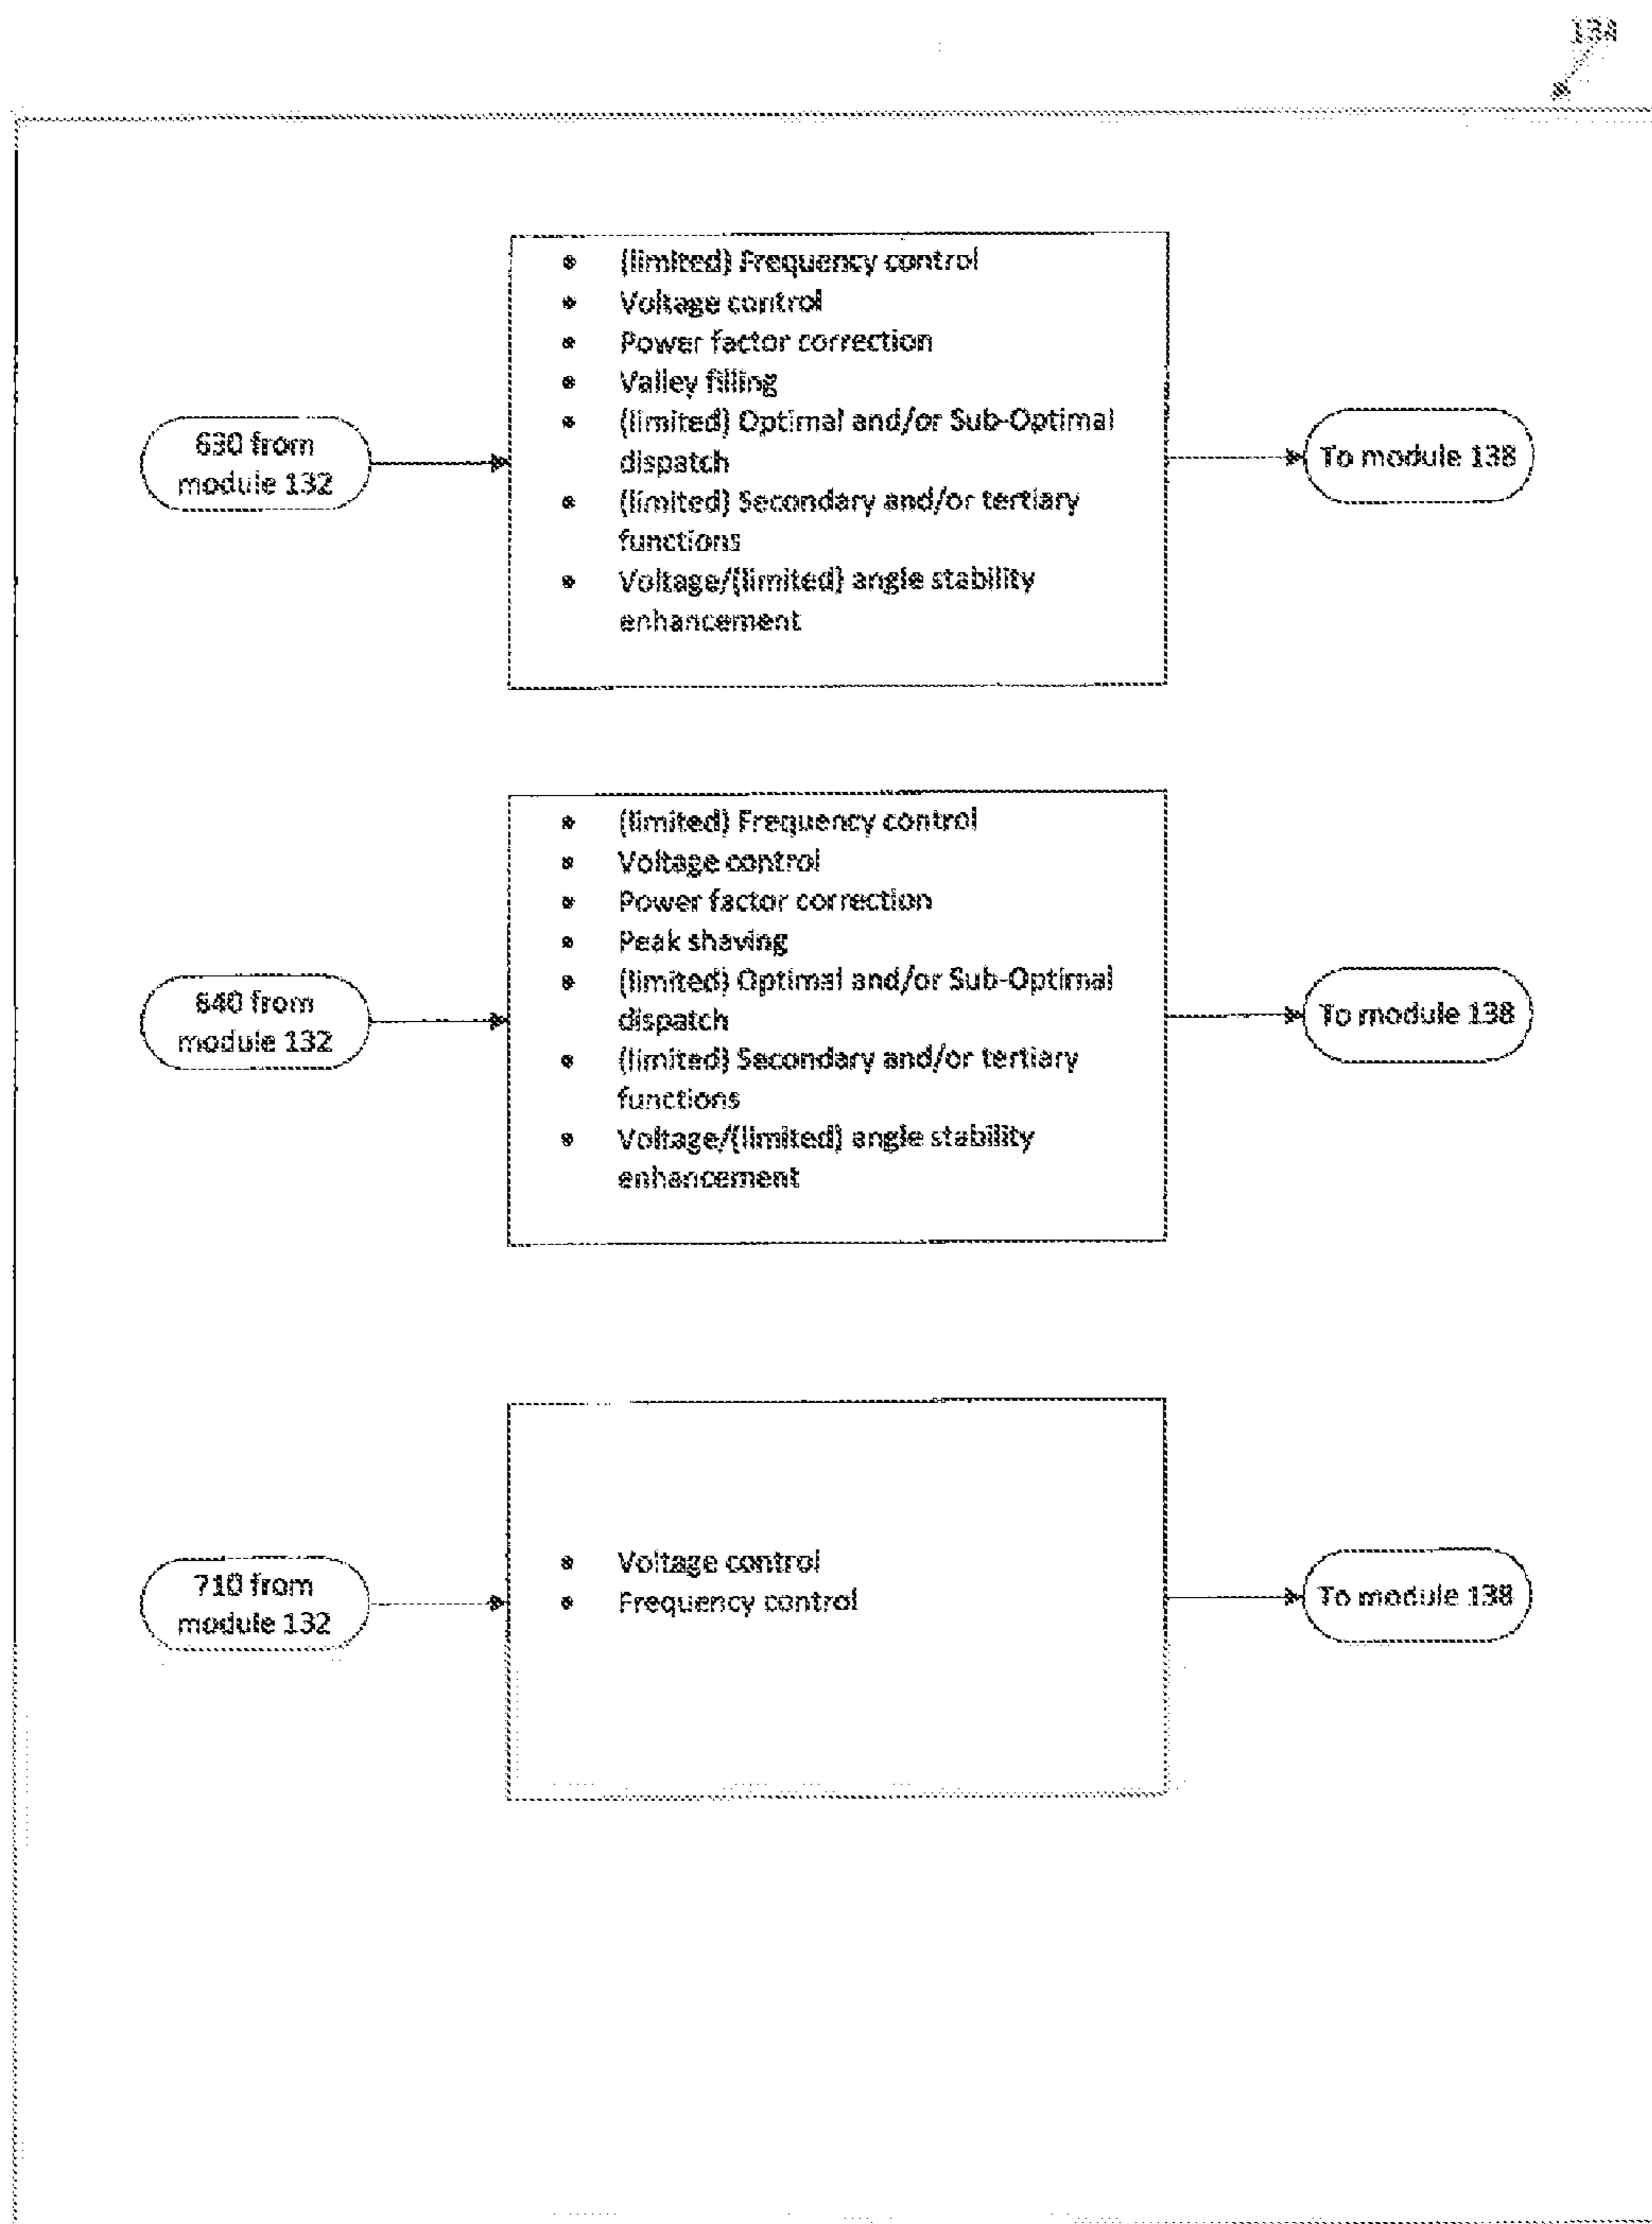 134
• (limited) Frequency control
• Voltage control
• Power factor correction
• Valley filling
• (limited) Optimal and/or Sub-Optimal
dispatch
• (limited) Secondary and/or tertiary
functions
• Voltage/(limited) angle stability
enhancement
630 from
module 132
To module 138
• (limited) Frequency control
• Voltage control
• Power factor correction
• Peak shaving
• (limited) Optimal and/or Sub-Optimal
dispatch
• (limited) Secondary and/or tertiary
functions
• Voltage/(limited) angle stability
enhancement
640 from
module 132
To module 138
• Voltage control
• Frequency control
710 from
module 132
To module 138